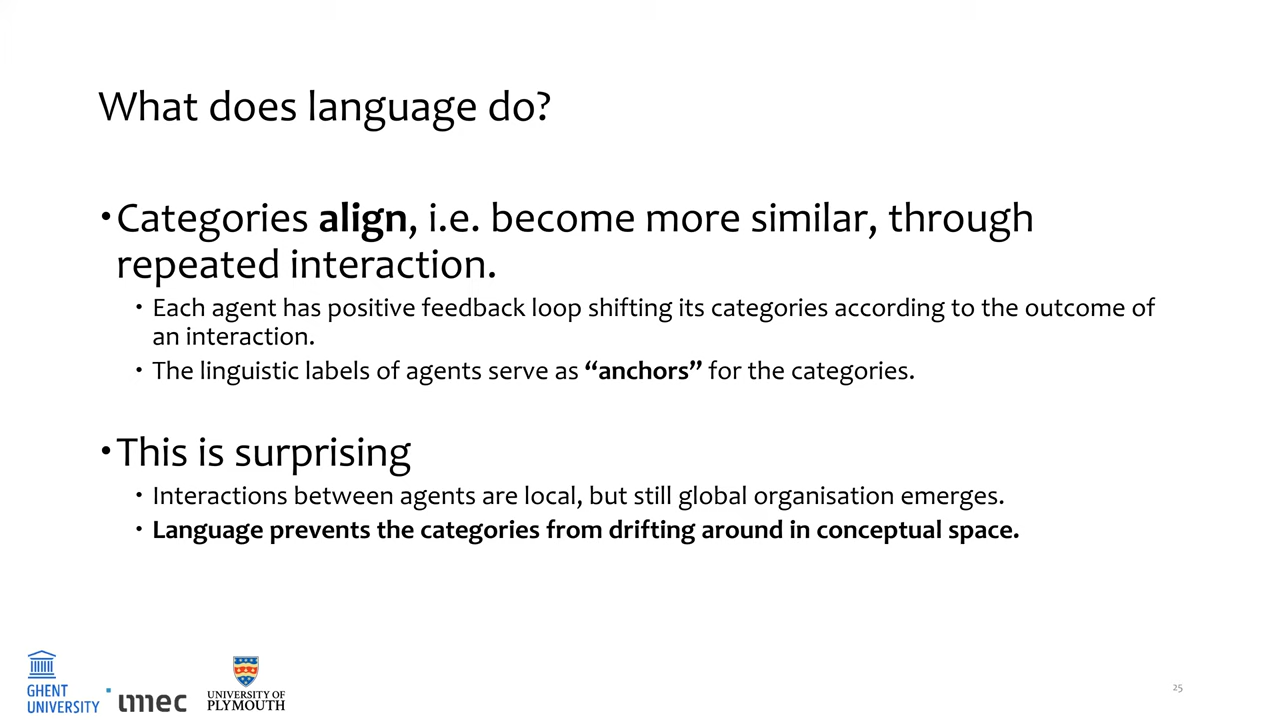 What does language do?
• Categories align, i.e. become more similar, through
repeated interaction.
• Each agent has positive feedback loop shifting its categories according to the outcome of
an interaction.
• The linguistic labels of agents serve as “anchors” for the categories.
• This is surprising
• Interactions between agents are local, but still global organisation emerges.
• Language prevents the categories from drifting around in conceptual space.
GHENT
UNIVERSITY
imec
UNIVERSITY OF
PLYMOUTH
25